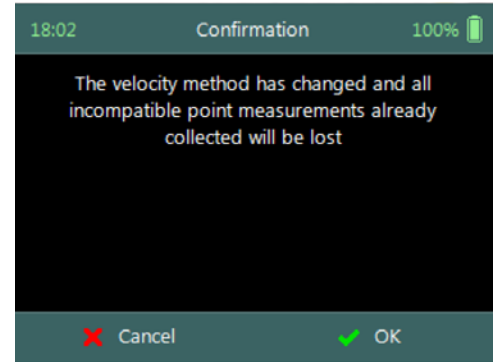 18:02 Confirmation 100%
The velocity method has changed and all
incompatible point measurements already
collected will be lost
Cancel OK